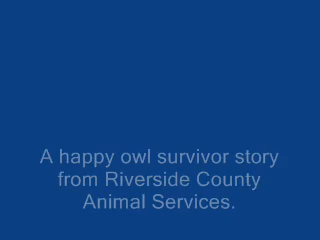 A happy owl survivor story
from Riverside County
Animal Services.